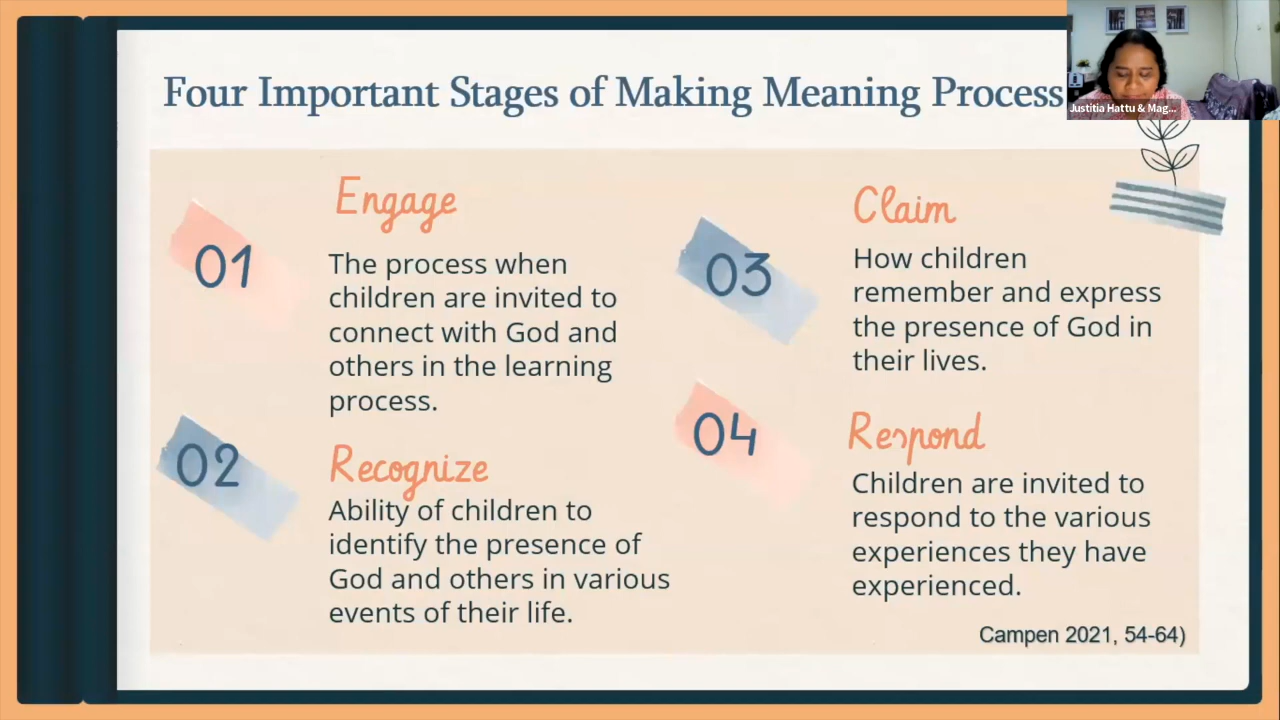 Four Important Stages of Making Meaning Process
Justitia Hattu & Mag...
01
Engage
The process when
children are invited to
connect with God and
others in the learning
process.
02
Recognize
Ability of children to
identify the presence of
God and others in various
events of their life.
03
Claim
How children
remember and express
the presence of God in
their lives.
04
Respond
Children are invited to
respond to the various
experiences they have
experienced.
Campen 2021, 54-64)